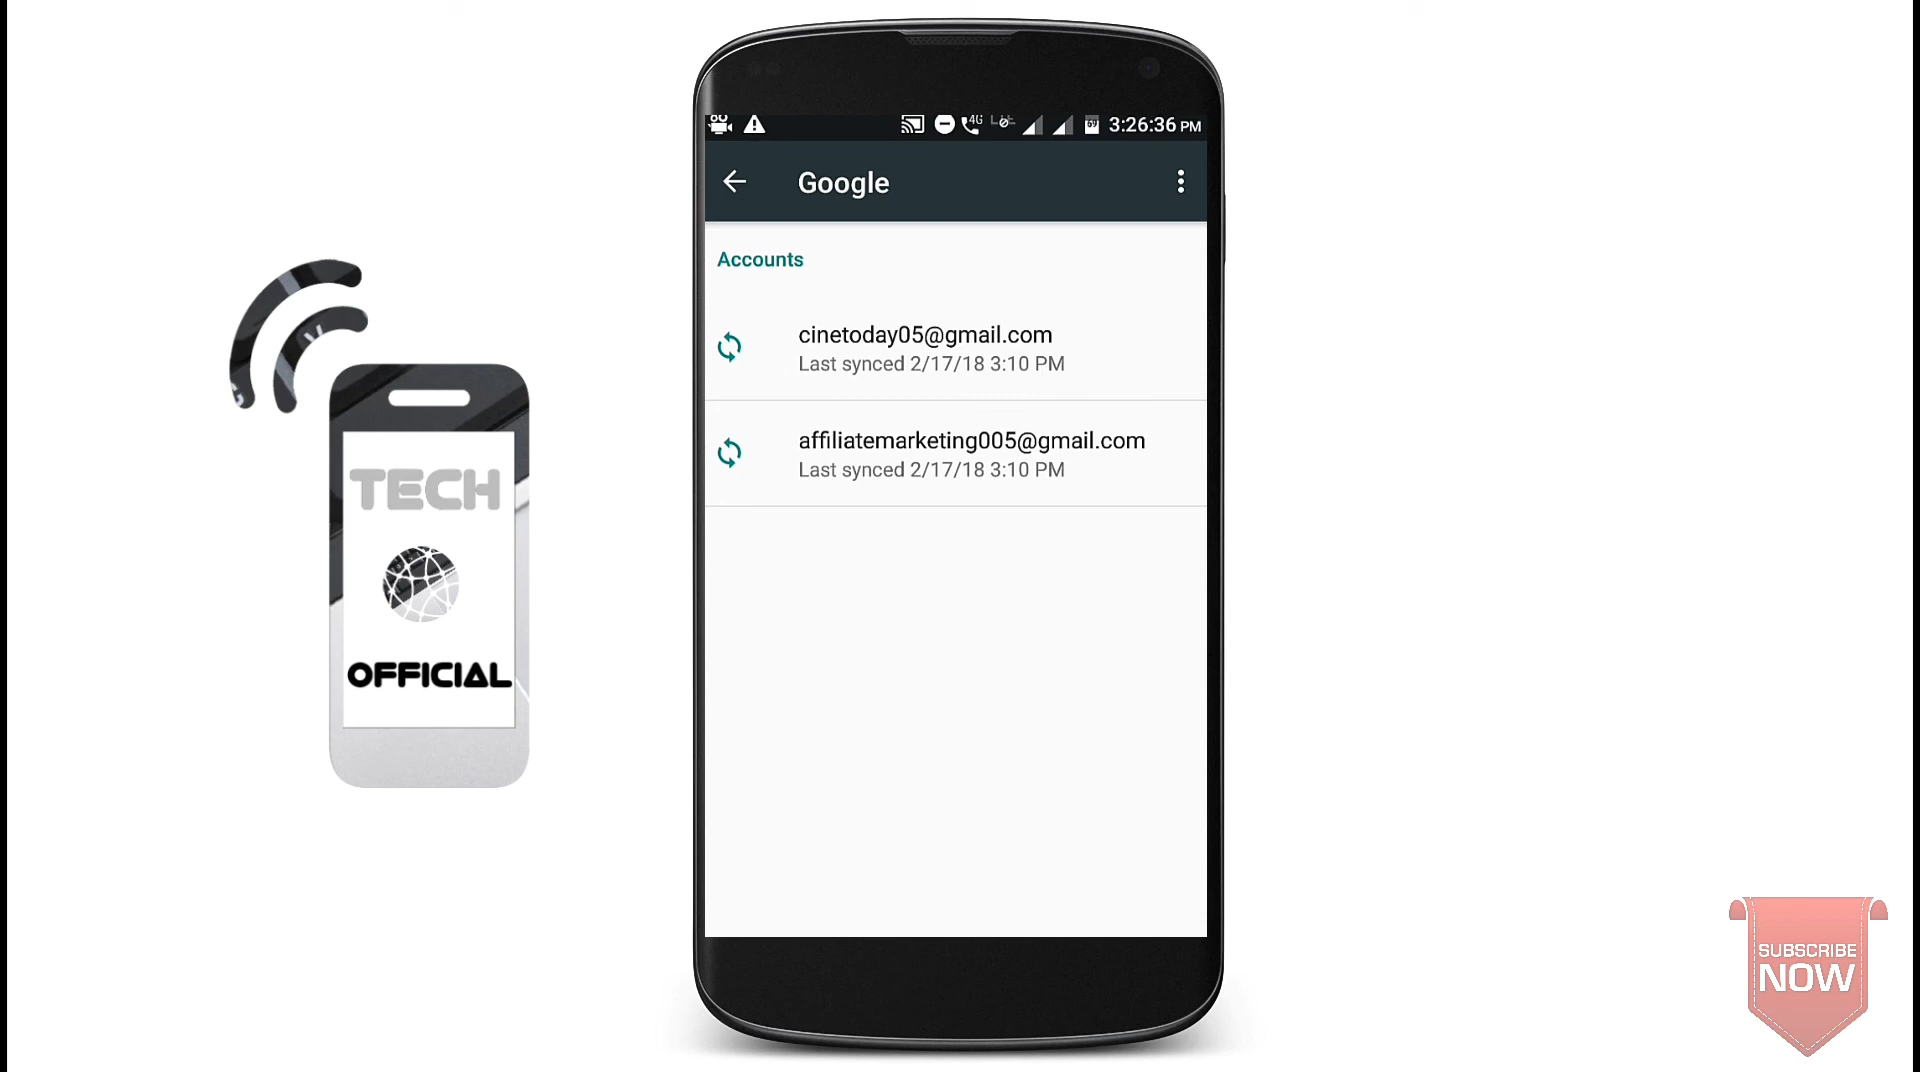 3:26:36 PM
Google
Accounts
cinetoday05@gmail.com
Last synced 2/17/18 3:10 PM
affiliatemarketing005@gmail.com
Last synced 2/17/18 3:10 PM
TECH
OFFICIAL
SUBSCRIBE
NOW